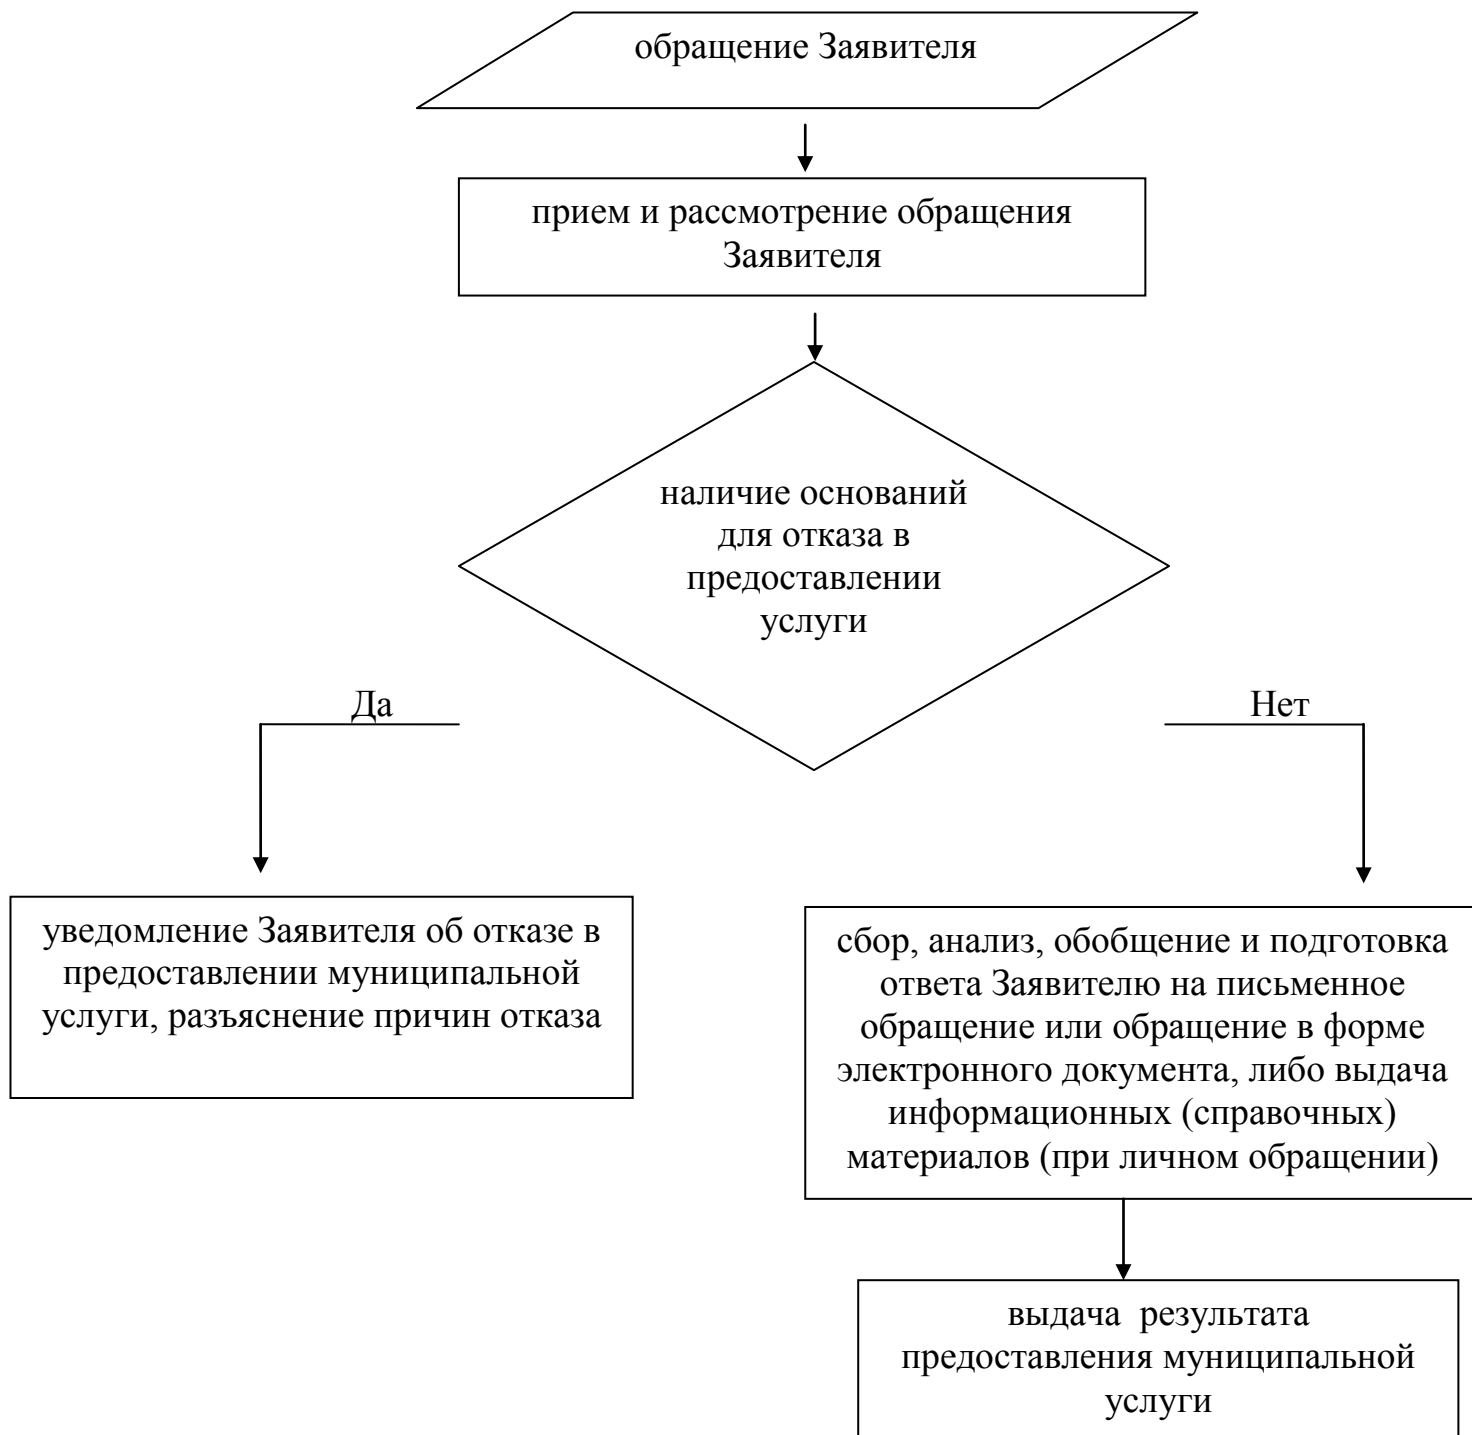 обращение Заявителя
прием и рассмотрение обращения
Заявителя
наличие оснований
для отказа в
предоставлении
услуги
Да
Нет
уведомление Заявителя об отказе в
предоставлении муниципальной
услуги, разъяснение причин отказа
сбор, анализ, обобщение и подготовка
ответа Заявителю на письменное
обращение или обращение в форме
электронного документа, либо выдача
информационных (справочных)
материалов (при личном обращении)
выдача  результата
предоставления муниципальной
услуги